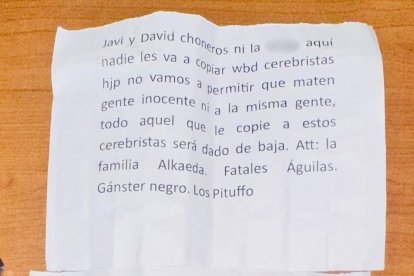 Javi y David choneros ni la aquí
nadie les va a copiar wbd cerebristas
hjp no vamos a permitir que maten
gente inocente ni a la misma gente,
todo aquel que le copie a estos
cerebristas será dado de baja. Att: la
familia Alkaeda. Fatales Águilas.
Gánster negro. Los Pituffo